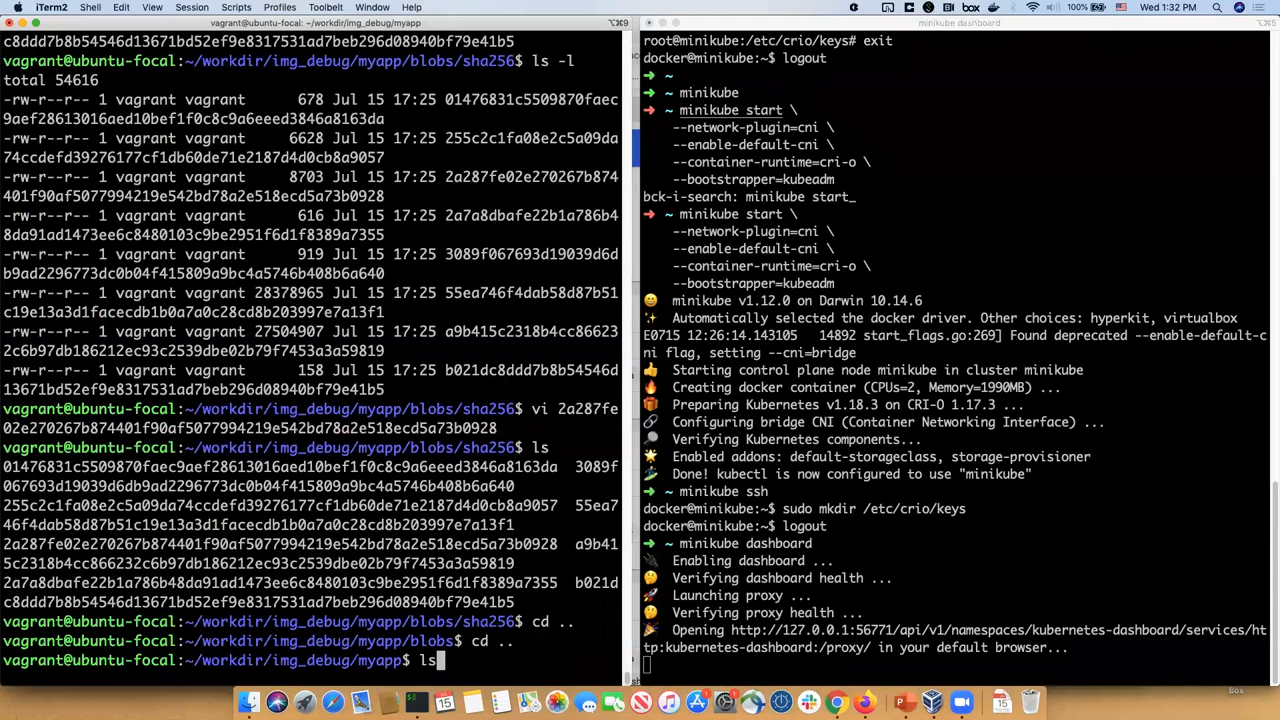 iTerm2 Shell Edit View Session Scripts Profiles Toolbelt Window Help
box 100% Wed 1:32 PM
vagrant@ubuntu-focal: ~/workdir/img_debug/myapp ⌥⌘9
c8ddd7b8b54546d13671bd52ef9e8317531ad7beb296d08940bf79e41b5
vagrant@ubuntu-focal:~/workdir/img_debug/myapp/blobs/sha256$ ls -l
total 54616
-rw-r--r-- 1 vagrant vagrant 678 Jul 15 17:25 01476831c5509870faec
9aef28613016aed10bef1f0c8c9a6eeed3846a8163da
-rw-r--r-- 1 vagrant vagrant 6628 Jul 15 17:25 255c2c1fa08e2c5a09da
74ccdefd39276177cf1db60de71e2187d4d0cb8a9057
-rw-r--r-- 1 vagrant vagrant 8703 Jul 15 17:25 2a287fe02e270267b874
401f90af5077994219e542bd78a2e518ecd5a73b0928
-rw-r--r-- 1 vagrant vagrant 616 Jul 15 17:25 2a7a8dbafe22b1a786b4
8da91ad1473ee6c8480103c9be2951f6d1f8389a7355
-rw-r--r-- 1 vagrant vagrant 919 Jul 15 17:25 3089f067693d19039d6d
b9ad2296773dc0b04f415809a9bc4a5746b408b6a640
-rw-r--r-- 1 vagrant vagrant 28378965 Jul 15 17:25 55ea746f4dab58d87b51
c19e13a3d1facecdb1b0a7a0c28cd8b203997e7a13f1
-rw-r--r-- 1 vagrant vagrant 27504907 Jul 15 17:25 a9b415c2318b4cc86623
2c6b97db186212ec93c2539dbe02b79f7453a3a59819
-rw-r--r-- 1 vagrant vagrant 158 Jul 15 17:25 b021dc8ddd7b8b54546d
13671bd52ef9e8317531ad7beb296d08940bf79e41b5
vagrant@ubuntu-focal:~/workdir/img_debug/myapp/blobs/sha256$ vi 2a287fe
02e270267b874401f90af5077994219e542bd78a2e518ecd5a73b0928
vagrant@ubuntu-focal:~/workdir/img_debug/myapp/blobs/sha256$ ls
01476831c5509870faec9aef28613016aed10bef1f0c8c9a6eeed3846a8163da 3089f
067693d19039d6db9ad2296773dc0b04f415809a9bc4a5746b408b6a640
255c2c1fa08e2c5a09da74ccdefd39276177cf1db60de71e2187d4d0cb8a9057 55ea7
46f4dab58d87b51c19e13a3d1facecdb1b0a7a0c28cd8b203997e7a13f1
2a287fe02e270267b874401f90af5077994219e542bd78a2e518ecd5a73b0928 a9b41
5c2318b4cc866232c6b97db186212ec93c2539dbe02b79f7453a3a59819
2a7a8dbafe22b1a786b48da91ad1473ee6c8480103c9be2951f6d1f8389a7355 b021d
c8ddd7b8b54546d13671bd52ef9e8317531ad7beb296d08940bf79e41b5
vagrant@ubuntu-focal:~/workdir/img_debug/myapp/blobs/sha256$ cd ..
vagrant@ubuntu-focal:~/workdir/img_debug/myapp/blobs$ cd ..
vagrant@ubuntu-focal:~/workdir/img_debug/myapp$ ls
minikube dashboard ⌥⌘1
root@minikube:/etc/crio/keys# exit
docker@minikube:~$ logout
➜ ~
➜ ~ minikube
➜ ~ minikube start \
--network-plugin=cni \
--enable-default-cni \
--container-runtime=cri-o \
--bootstrapper=kubeadm
bck-i-search: minikube start_
➜ ~ minikube start \
--network-plugin=cni \
--enable-default-cni \
--container-runtime=cri-o \
--bootstrapper=kubeadm
😄 minikube v1.12.0 on Darwin 10.14.6
✨ Automatically selected the docker driver. Other choices: hyperkit, virtualbox
E0715 12:26:14.143105 14892 start_flags.go:269] Found deprecated --enable-default-c
ni flag, setting --cni=bridge
👍 Starting control plane node minikube in cluster minikube
🔥 Creating docker container (CPUs=2, Memory=1990MB) ...
🎁 Preparing Kubernetes v1.18.3 on CRI-O 1.17.3 ...
🔗 Configuring bridge CNI (Container Networking Interface) ...
🔎 Verifying Kubernetes components...
🌟 Enabled addons: default-storageclass, storage-provisioner
🏄 Done! kubectl is now configured to use "minikube"
➜ ~ minikube ssh
docker@minikube:~$ sudo mkdir /etc/crio/keys
docker@minikube:~$ logout
➜ ~ minikube dashboard
🔌 Enabling dashboard ...
🤔 Verifying dashboard health ...
🚀 Launching proxy ...
🤔 Verifying proxy health ...
🎉 Opening http://127.0.0.1:56771/api/v1/namespaces/kubernetes-dashboard/services/ht
tp:kubernetes-dashboard:/proxy/ in your default browser...
Box